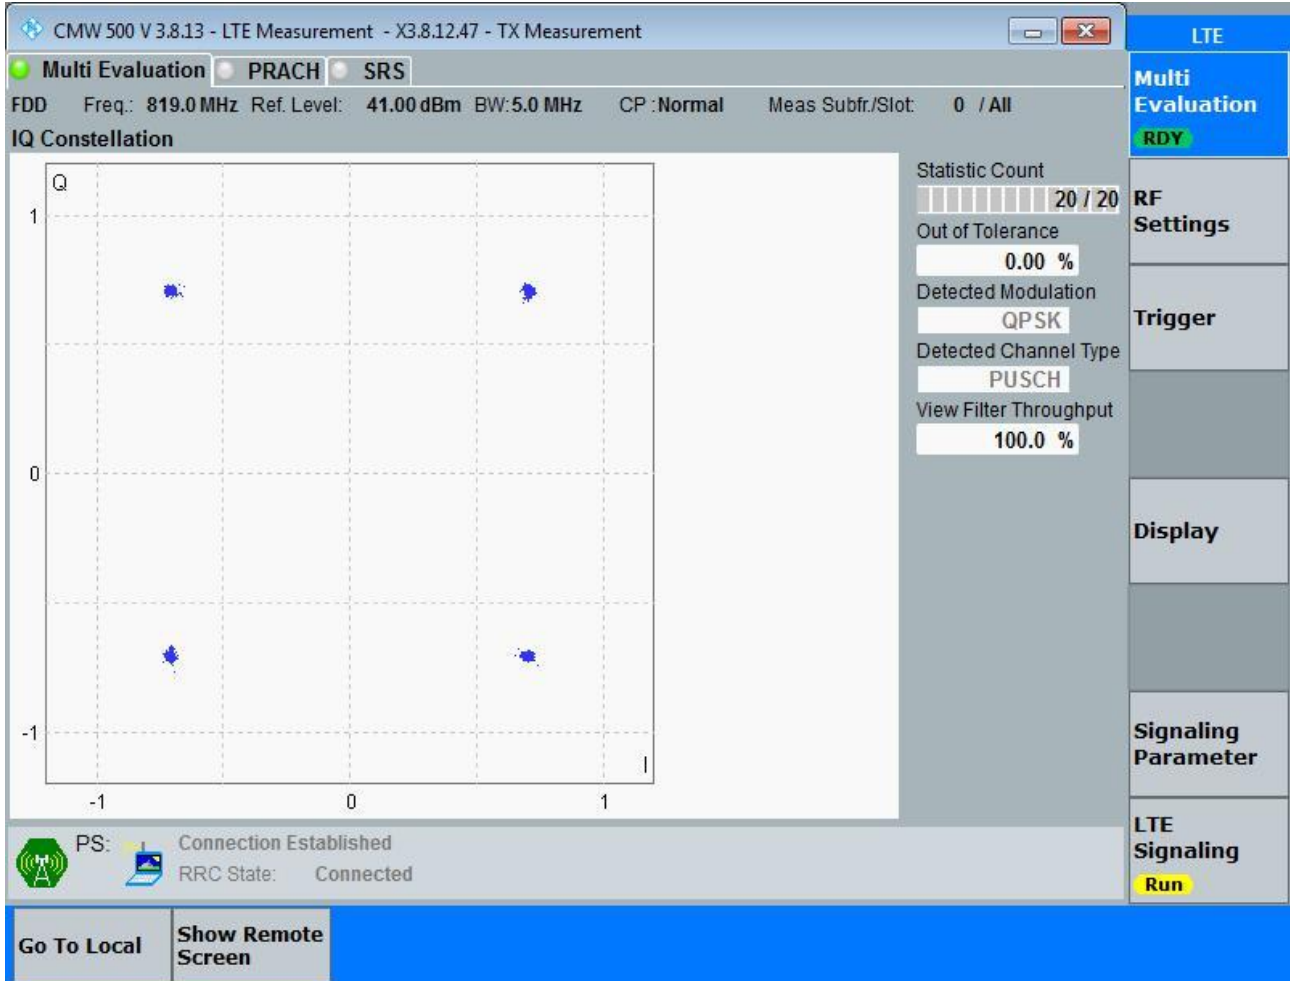 CMW 500 V 3.8.13 - LTE Measurement - X3.8.12.47 - TX Measurement
LTE
Multi Evaluation PRACH SRS
Multi
Evaluation
RDY
FDD Freq.: 819.0 MHz Ref. Level: 41.00 dBm BW: 5.0 MHz CP : Normal Meas Subfr./Slot: 0 / All
IQ Constellation
Q
1
0
-1
-1 0 1
I
Statistic Count
20 / 20
Out of Tolerance
0.00 %
Detected Modulation
QPSK
Detected Channel Type
PUSCH
View Filter Throughput
100.0 %
RF
Settings
Trigger
Display
Signaling
Parameter
LTE
Signaling
Run
PS: Connection Established
RRC State: Connected
Go To Local
Show Remote
Screen